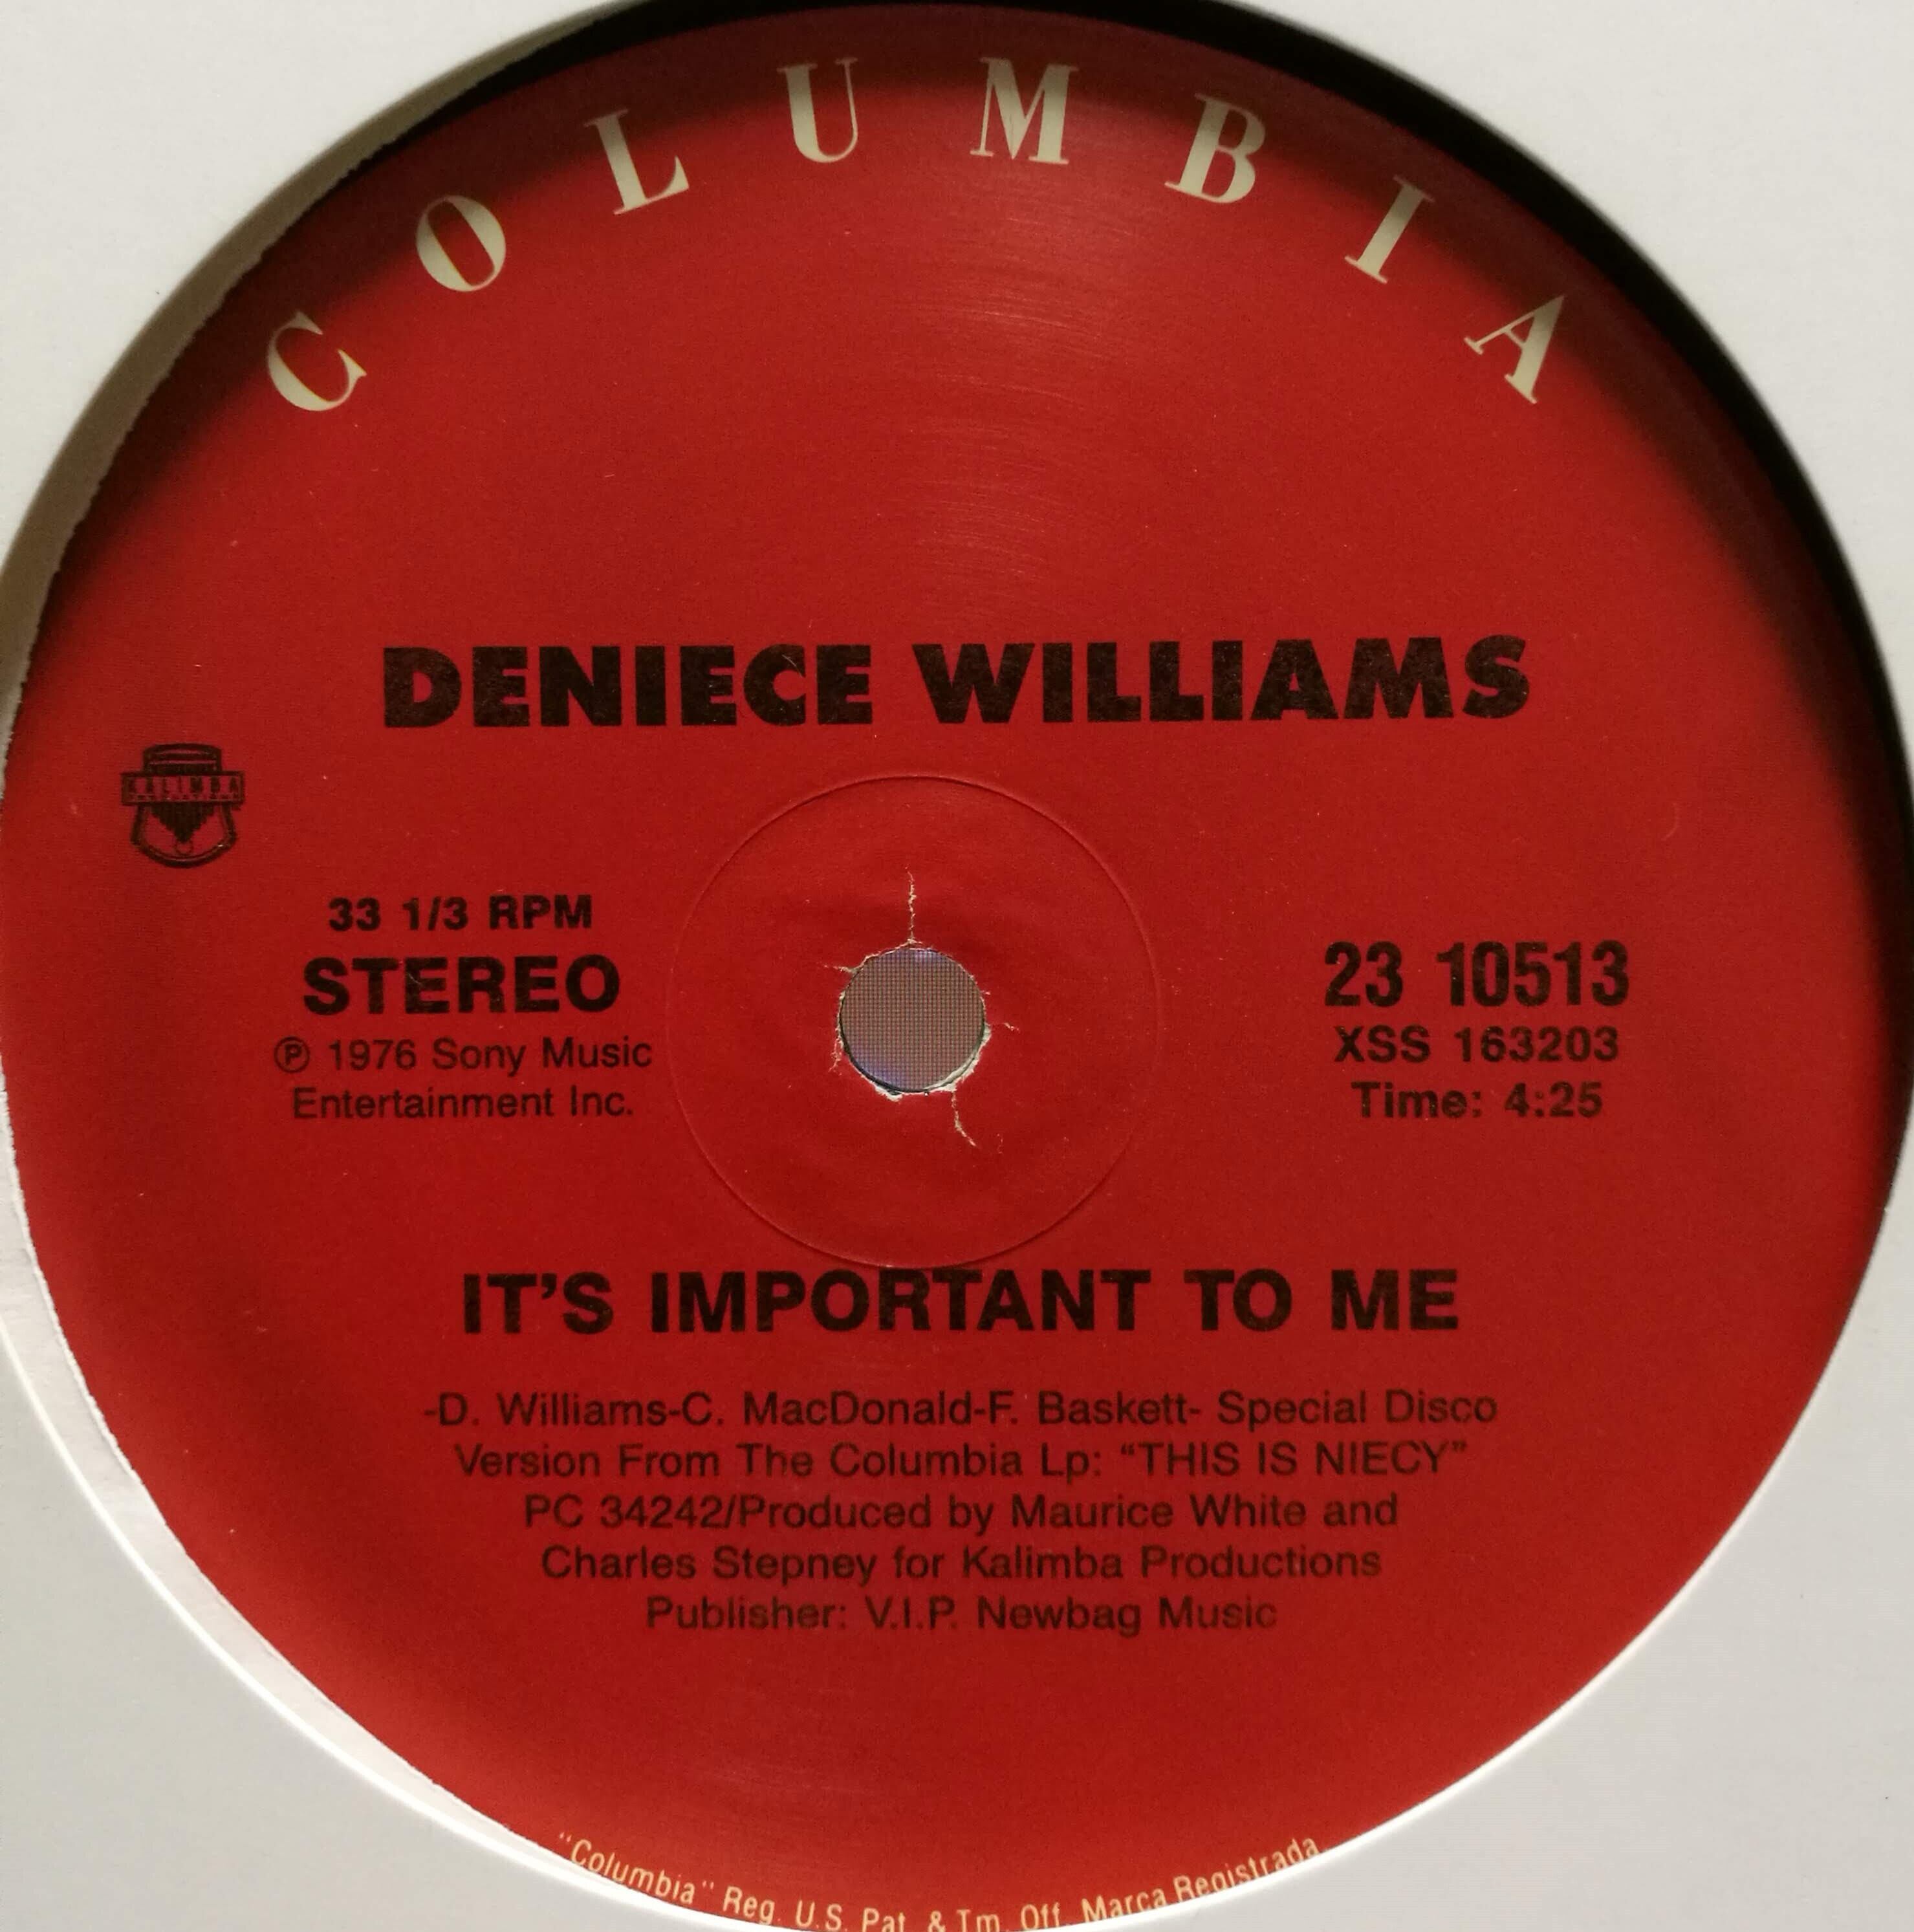 COLUMBIA
DENIECE WILLIAMS
KALIMBA
33 1/3 RPM
STEREO
℗ 1976 Sony Music
Entertainment Inc.
23 10513
XSS 163203
Time: 4:25
IT'S IMPORTANT TO ME
-D. Williams-C. MacDonald-F. Baskett- Special Disco
Version From The Columbia Lp: “THIS IS NIECY”
PC 34242/Produced by Maurice White and
Charles Stepney for Kalimba Productions
Publisher: V.I.P. Newbag Music
"Columbia" Reg. U.S. Pat. & Tm. Off. Marca Registrada